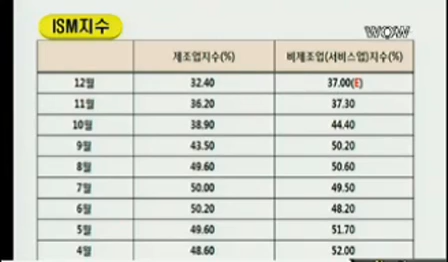 ISM지수
WOW
제조업지수(%) 비제조업(서비스업)지수(%)
12월 32.40 37.00(E)
11월 36.20 37.30
10월 38.90 44.40
9월 43.50 50.20
8월 49.60 50.60
7월 50.00 49.50
6월 50.20 48.20
5월 49.60 51.70
4월 48.60 52.00